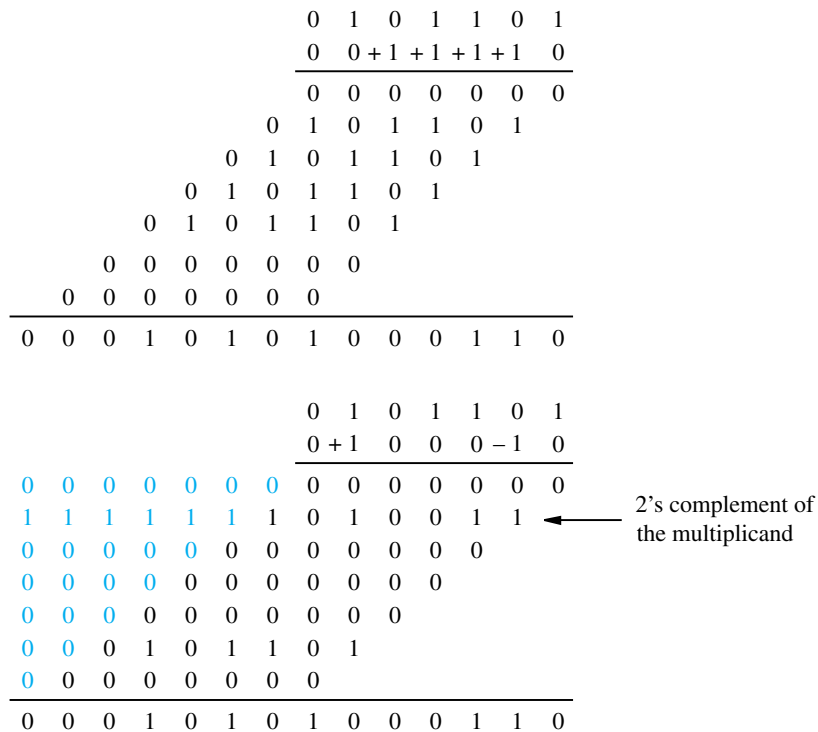 0 1 0 1 1 0 1
0 0 +1 +1 +1 +1 0
0 0 0 0 0 0 0
0 1 0 1 1 0 1
0 1 0 1 1 0 1
0 1 0 1 1 0 1
0 1 0 1 1 0 1
0 0 0 0 0 0 0
0 0 0 0 0 0 0
0 0 0 1 0 1 0 1 0 0 0 1 1 0
0 1 0 1 1 0 1
0 +1 0 0 0 –1 0
0 0 0 0 0 0 0 0 0 0 0 0 0 0
1 1 1 1 1 1 1 0 1 0 0 1 1
2's complement of
the multiplicand
0 0 0 0 0 0 0 0 0 0 0 0
0 0 0 0 0 0 0 0 0 0 0
0 0 0 0 0 0 0 0 0 0
0 0 0 1 0 1 1 0 1
0 0 0 0 0 0 0 0
0 0 0 1 0 1 0 1 0 0 0 1 1 0